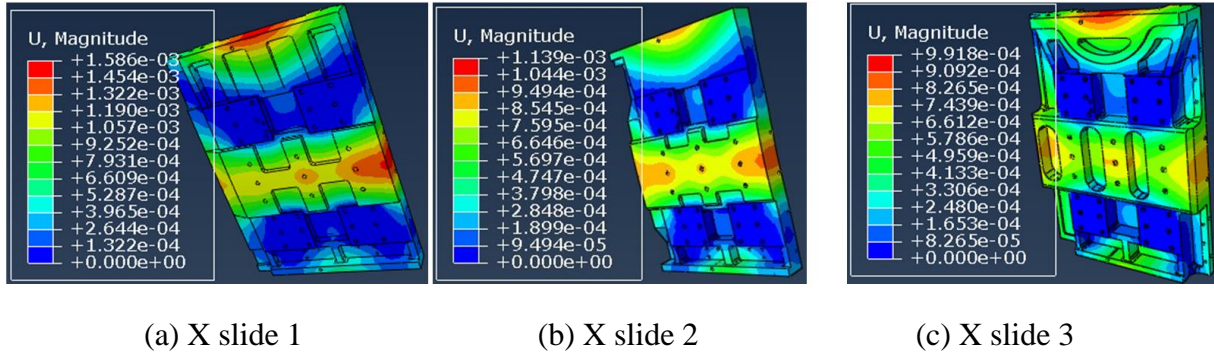 U, Magnitude
+1.586e-03
+1.454e-03
+1.322e-03
+1.190e-03
+1.057e-03
+9.252e-04
+7.931e-04
+6.609e-04
+5.287e-04
+3.965e-04
+2.644e-04
+1.322e-04
+0.000e+00
U, Magnitude
+1.139e-03
+1.044e-03
+9.494e-04
+8.545e-04
+7.595e-04
+6.646e-04
+5.697e-04
+4.747e-04
+3.798e-04
+2.848e-04
+1.899e-04
+9.494e-05
+0.000e+00
U, Magnitude
+9.918e-04
+9.092e-04
+8.265e-04
+7.439e-04
+6.612e-04
+5.786e-04
+4.959e-04
+4.133e-04
+3.306e-04
+2.480e-04
+1.653e-04
+8.265e-05
+0.000e+00
(a) X slide 1
(b) X slide 2
(c) X slide 3